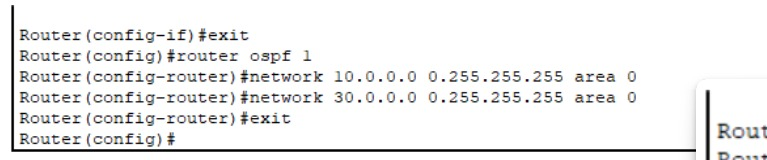 Router(config-if)#exit
Router(config)#router ospf 1
Router(config-router)#network 10.0.0.0 0.255.255.255 area 0
Router(config-router)#network 30.0.0.0 0.255.255.255 area 0
Router(config-router)#exit
Router(config)#
Rout